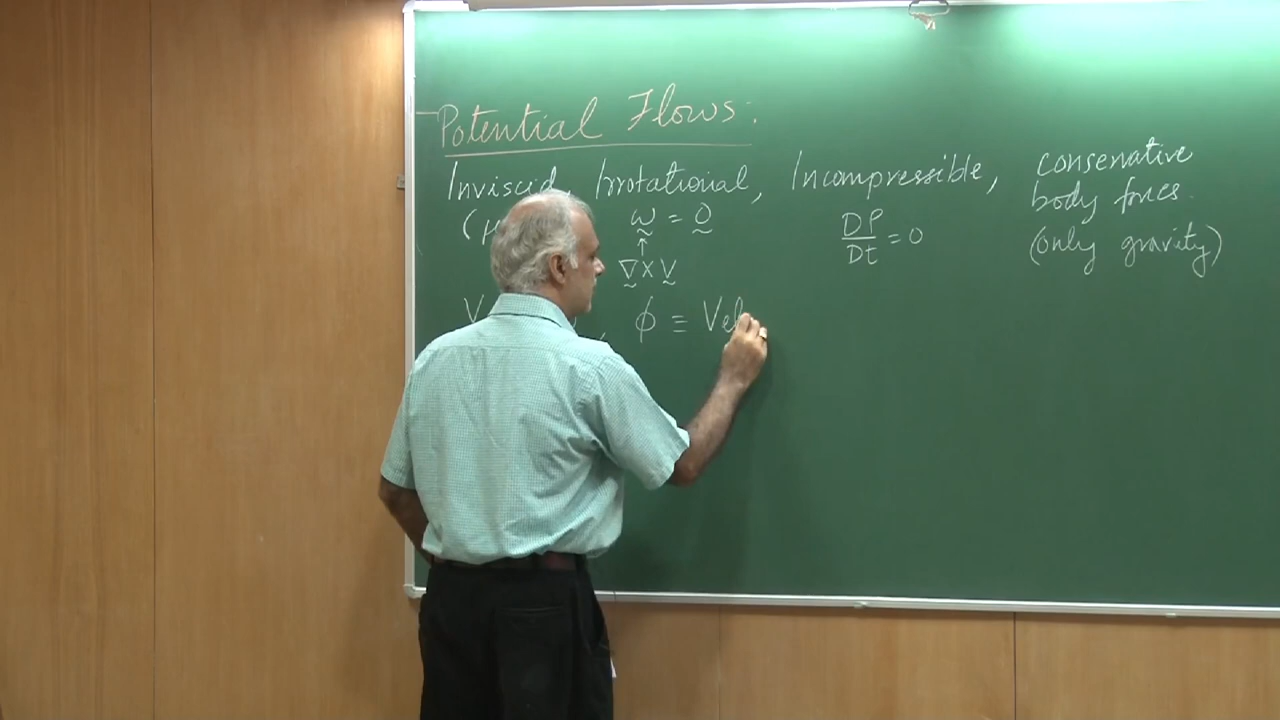 Potential Flows:
Inviscid, Irrotational, Incompressible, conservative body forces.
(μ ω = 0 DP/Dt = 0 (only gravity)
↑
∇ × V
V , φ ≡ Vel